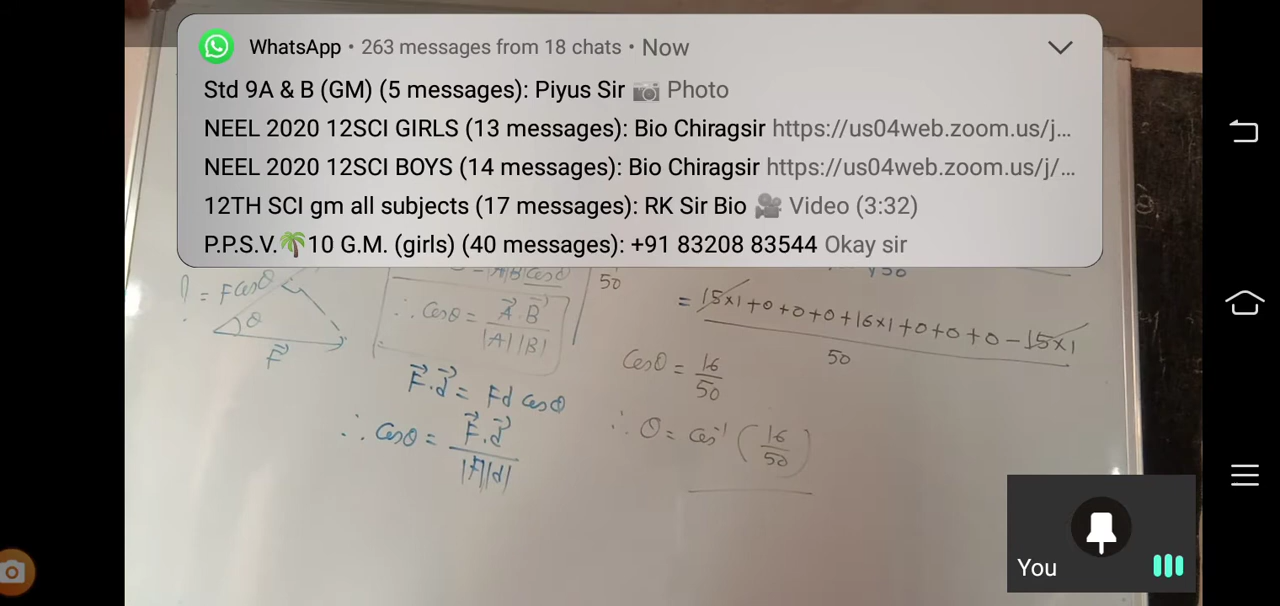 WhatsApp • 263 messages from 18 chats • Now
Std 9A & B (GM) (5 messages): Piyus Sir 📷 Photo
NEEL 2020 12SCI GIRLS (13 messages): Bio Chiragsir https://us04web.zoom.us/j...
NEEL 2020 12SCI BOYS (14 messages): Bio Chiragsir https://us04web.zoom.us/j/...
12TH SCI gm all subjects (17 messages): RK Sir Bio 🎥 Video (3:32)
P.P.S.V.🌴10 G.M. (girls) (40 messages): +91 83208 83544 Okay sir
= F cosθ
θ
F⃗
|A||B| cosθ
∴ cosθ = A⃗.B⃗ / |A||B|
50
√50
= 15×1+0+0+0+16×1+0+0+0-15×1 / 50
F⃗.d⃗ = Fd cosθ
∴ cosθ = F⃗.d⃗ / |F||d|
cosθ = 16/50
∴ θ = cos⁻¹ (16/50)
You